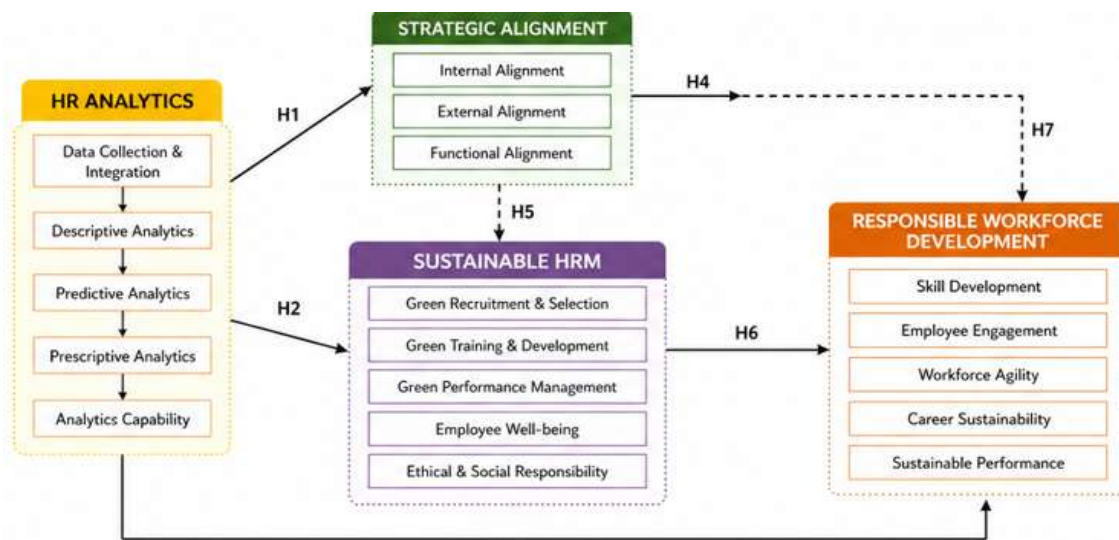 STRATEGIC ALIGNMENT
Internal Alignment
External Alignment
Functional Alignment
HR ANALYTICS
Data Collection &
Integration
Descriptive Analytics
Predictive Analytics
Prescriptive Analytics
Analytics Capability
H1
H2
H4
H5
H7
SUSTAINABLE HRM
Green Recruitment & Selection
Green Training & Development
Green Performance Management
Employee Well-being
Ethical & Social Responsibility
H6
RESPONSIBLE WORKFORCE
DEVELOPMENT
Skill Development
Employee Engagement
Workforce Agility
Career Sustainability
Sustainable Performance